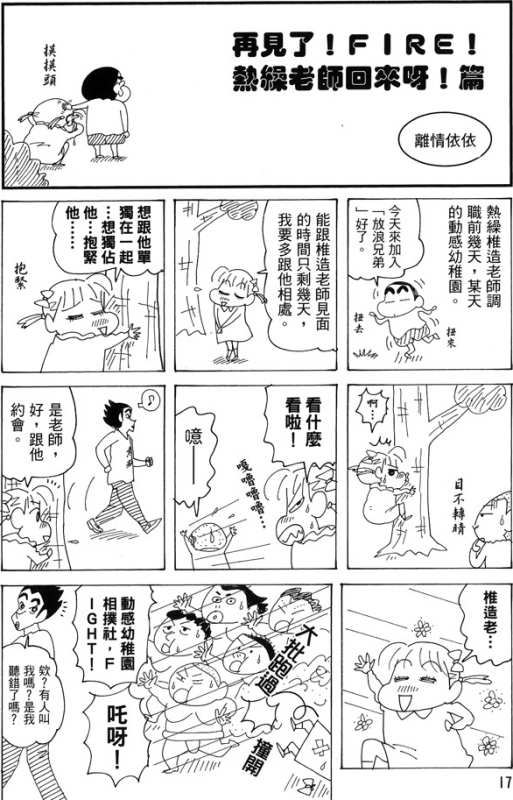 再見了！FIRE！
熱繰老師回來呀！篇
離情依依
摸摸頭
熱繰椎造老師調
職前幾天，某天
的動感幼稚園。
今天來加入
「放浪兄弟
」好了。
扭來
扭去
能跟椎造老師見面
的時間只剩幾天，
我要多跟他相處。
想跟他單
獨在一起
…想獨佔
他…抱緊
他……
抱緊
啊…
目不轉睛
看什麼
看啦！
嘎嚕嚕嚕…
噫——
是老師，
好，跟他
約會。
椎造老…
大批跑過
撞開
動感幼稚園
相撲社，F
IGHT！
吒呀！
欸？有人叫
我嗎？是我
聽錯了嗎？
17